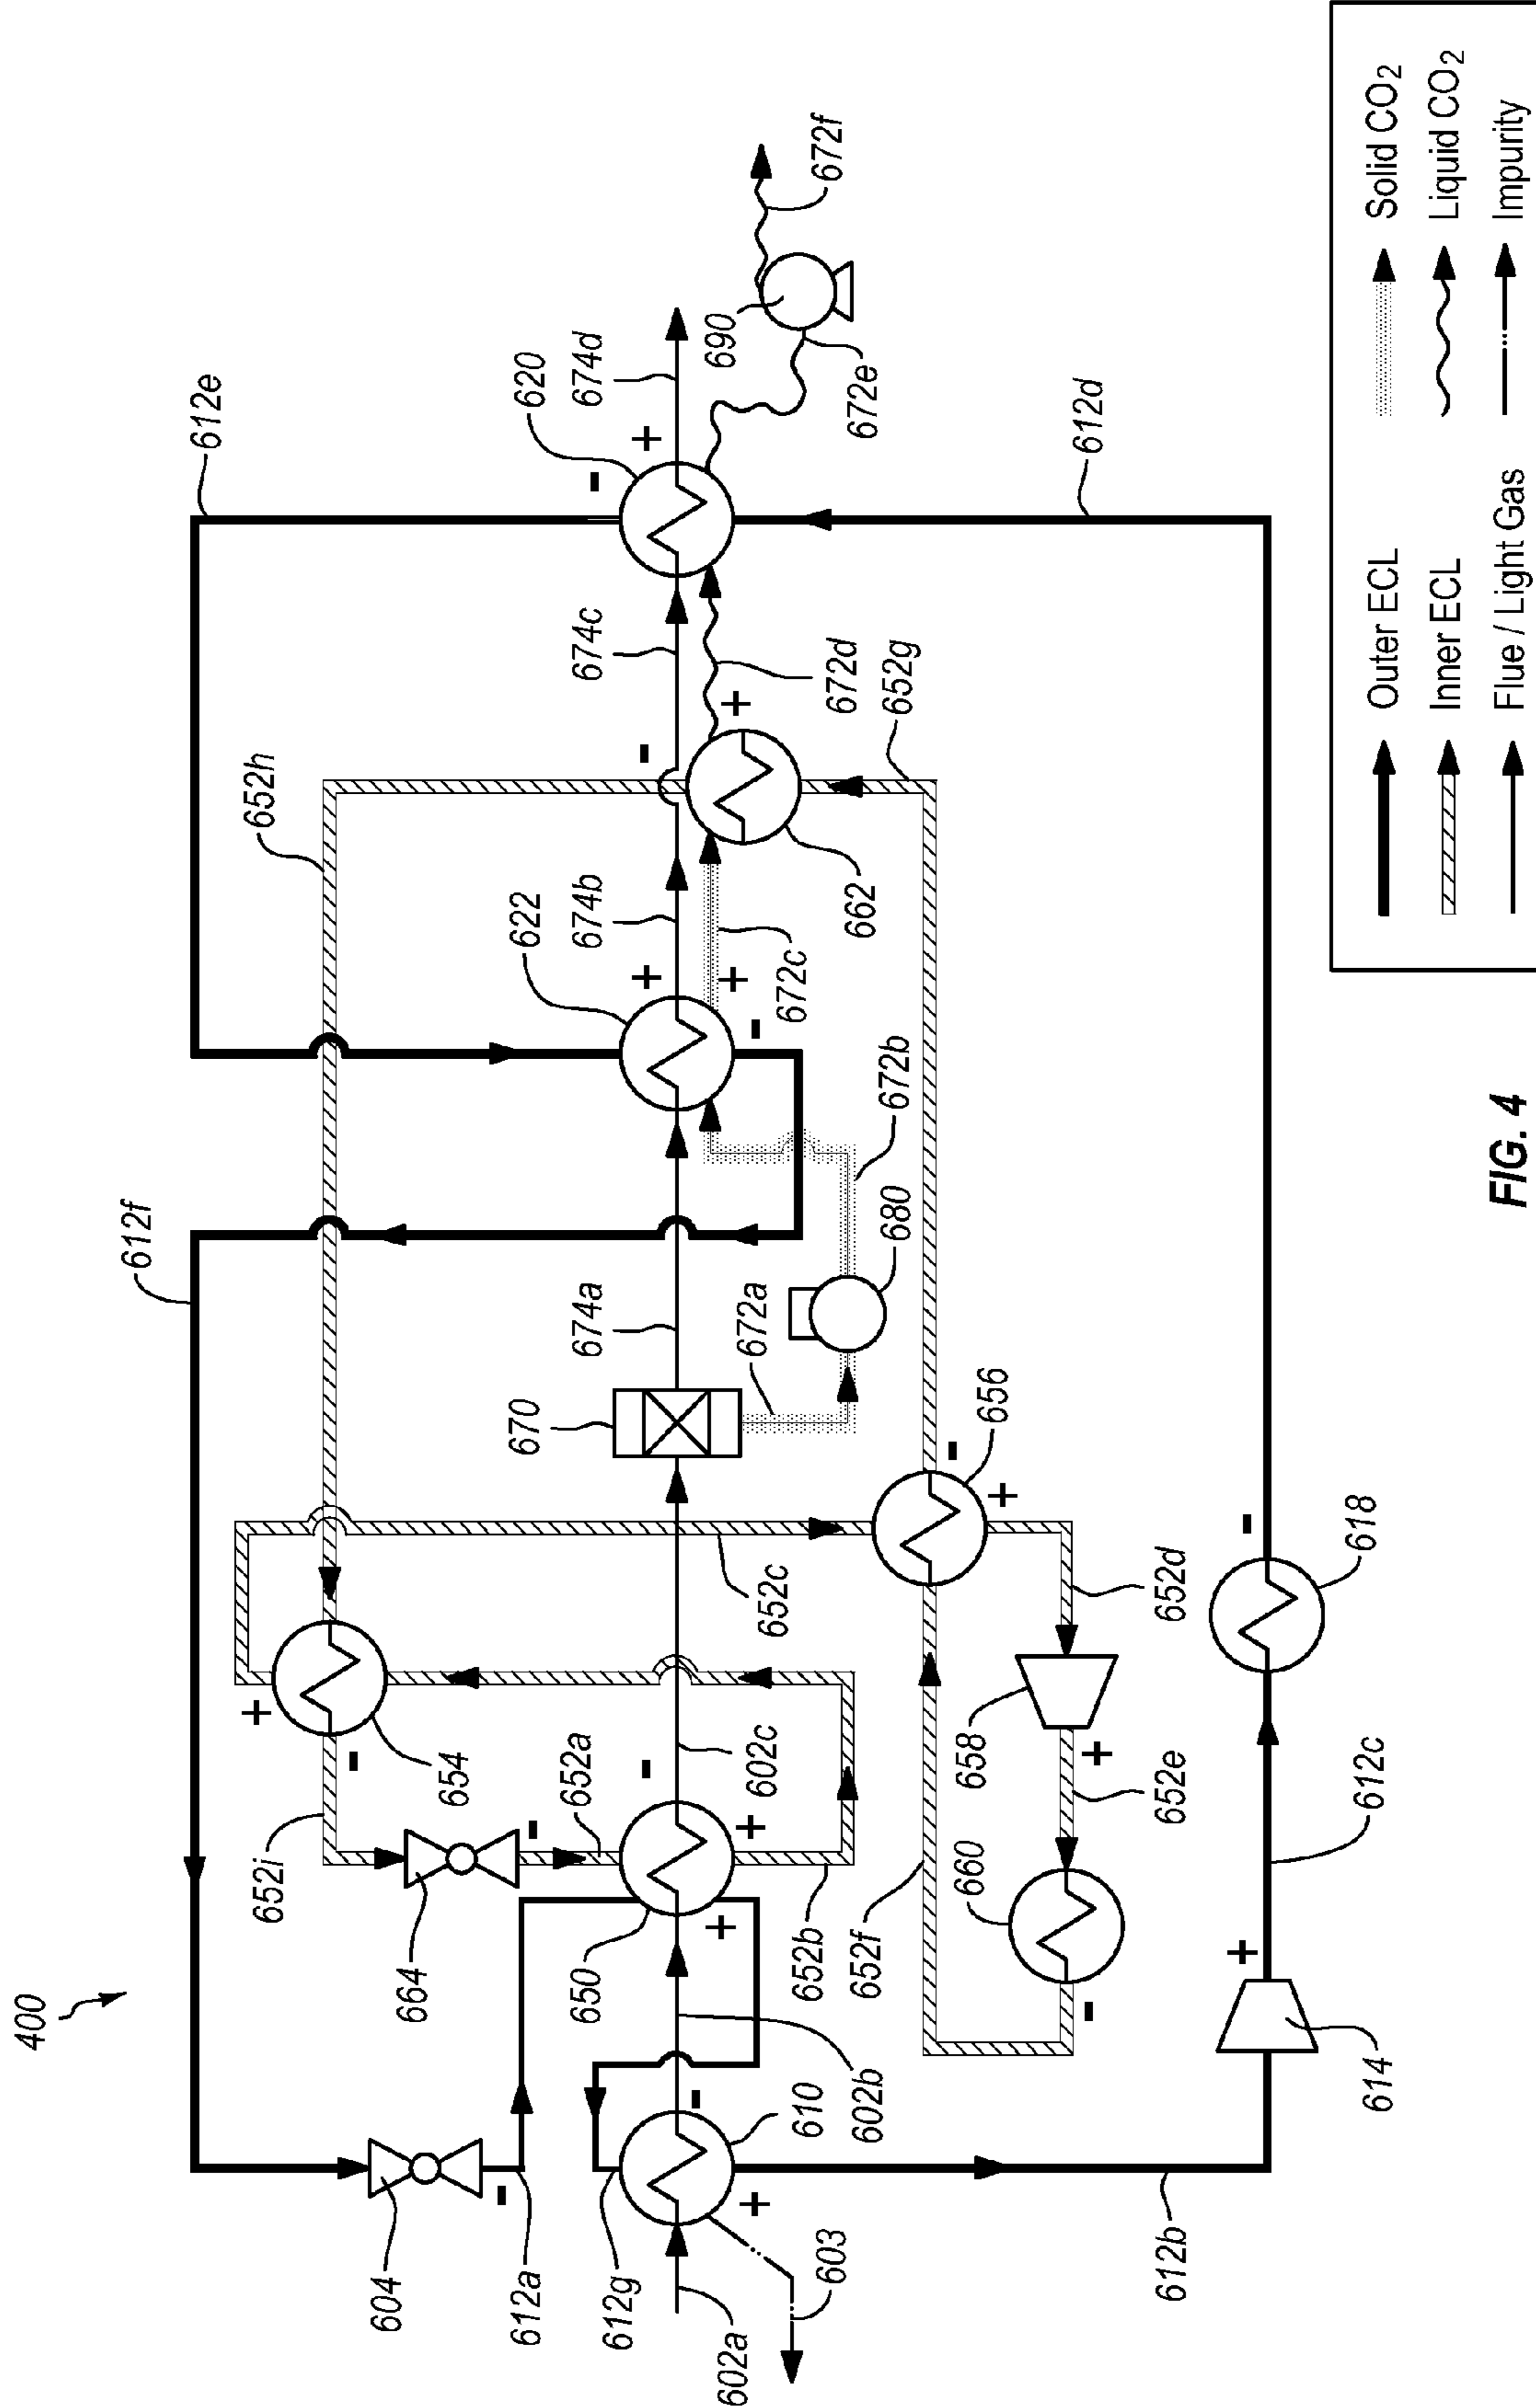 400
612f
612e
604
612a
612g
602a
603
610
602b
612b
664
652i
654
652a
650
602c
652b
652f
660
658
652e
652d
652c
656
614
612c
618
670
674a
672a
680
672b
622
674b
672c
652h
662
652g
672d
674c
620
674d
690
672e
672f
612d
Outer ECL
Inner ECL
Flue / Light Gas
Solid CO2
Liquid CO2
Impurity
FIG. 4